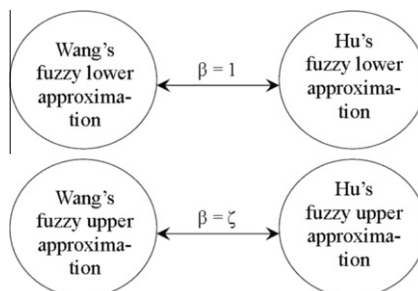 Wang's
fuzzy lower
approxima-
tion
β = 1
Hu's
fuzzy lower
approxima-
tion
Wang's
fuzzy upper
approxima-
tion
β = ζ
Hu's
fuzzy upper
approxima-
tion